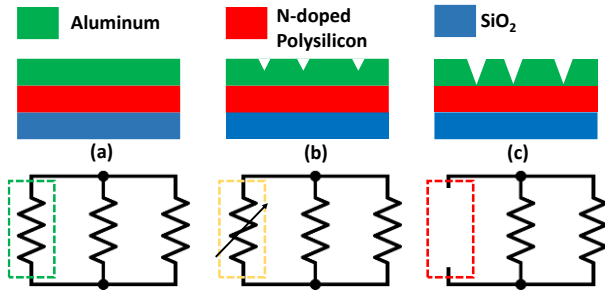 Aluminum
N-doped
Polysilicon
SiO₂
(a)
(b)
(c)